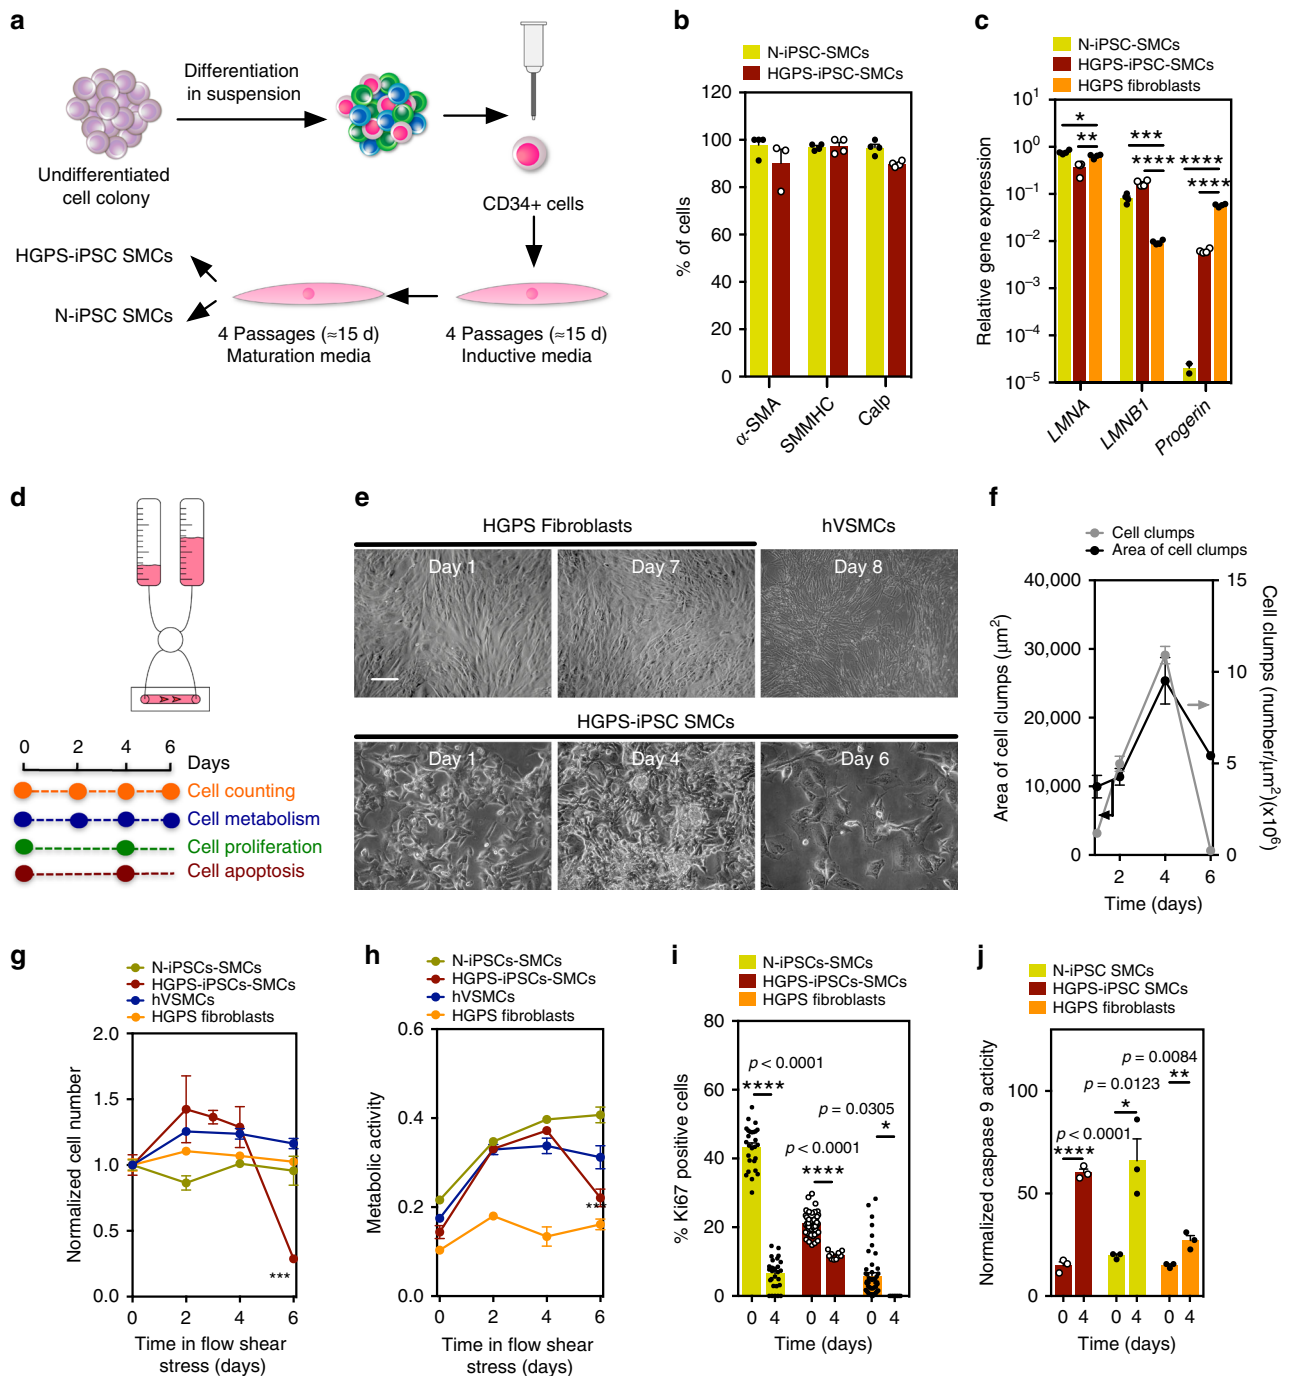 a
Differentiation
in suspension
Undifferentiated
cell colony
CD34+ cells
HGPS-iPSC SMCs
N-iPSC SMCs
4 Passages (≈15 d)
Maturation media
4 Passages (≈15 d)
Inductive media
b
N-iPSC-SMCs
HGPS-iPSC-SMCs
% of cells
120
100
80
60
40
20
0
α-SMA
SMMHC
Calp
c
N-iPSC-SMCs
HGPS-iPSC-SMCs
HGPS fibroblasts
Relative gene expression
10¹
10⁰
10⁻¹
10⁻²
10⁻³
10⁻⁴
10⁻⁵
*
**
***
****
****
****
LMNA
LMNB1
Progerin
d
0 2 4 6
Days
Cell counting
Cell metabolism
Cell proliferation
Cell apoptosis
e
HGPS Fibroblasts
hVSMCs
Day 1
Day 7
Day 8
HGPS-iPSC SMCs
Day 1
Day 4
Day 6
f
Cell clumps
Area of cell clumps
Area of cell clumps (μm²)
40,000
30,000
20,000
10,000
0
15
10
5
0
Cell clumps (number/μm²)(x10⁶)
2 4 6
Time (days)
g
N-iPSCs-SMCs
HGPS-iPSCs-SMCs
hVSMCs
HGPS fibroblasts
Normalized cell number
2.0
1.5
1.0
0.5
0.0
***
0 2 4 6
Time in flow shear
stress (days)
h
N-iPSCs-SMCs
HGPS-iPSCs-SMCs
hVSMCs
HGPS fibroblasts
Metabolic activity
0.6
0.4
0.2
0.0
***
0 2 4 6
Time in flow shear
stress (days)
i
N-iPSCs-SMCs
HGPS-iPSCs-SMCs
HGPS fibroblasts
% Ki67 positive cells
80
60
40
20
0
p < 0.0001
****
p < 0.0001
****
p = 0.0305
*
0 4 0 4 0 4
Time (days)
j
N-iPSC SMCs
HGPS-iPSC SMCs
HGPS fibroblasts
Normalized caspase 9 acticity
100
50
0
p < 0.0001
****
p = 0.0123
*
p = 0.0084
**
0 4 0 4 0 4
Time (days)